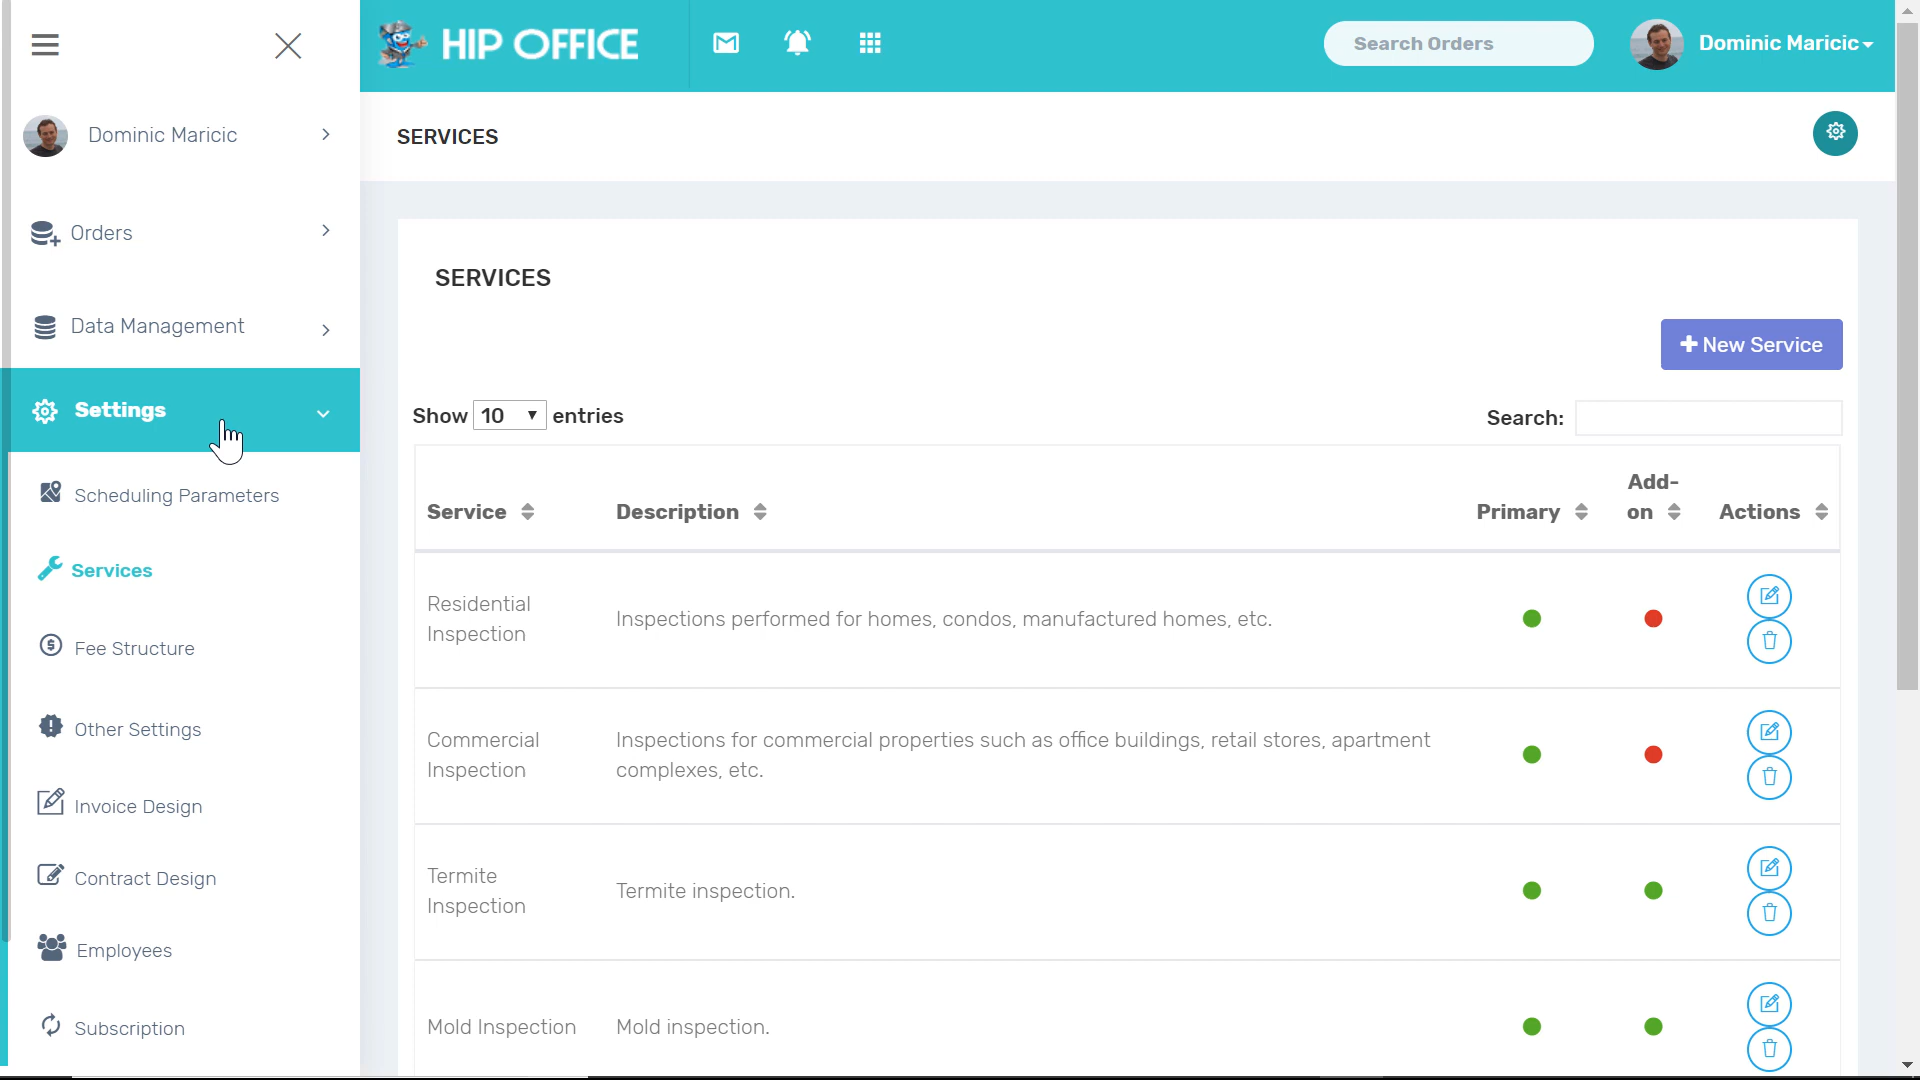 HIP OFFICE
Search Orders
Dominic Maricic
Dominic Maricic
Orders
Data Management
Settings
Scheduling Parameters
Services
Fee Structure
Other Settings
Invoice Design
Contract Design
Employees
Subscription
SERVICES
SERVICES
New Service
Show 10 entries
Search:
Service Description Primary Add-
on Actions
Residential
Inspection
Inspections performed for homes, condos, manufactured homes, etc.
Commercial
Inspection
Inspections for commercial properties such as office buildings, retail stores, apartment
complexes, etc.
Termite
Inspection
Termite inspection.
Mold Inspection
Mold inspection.